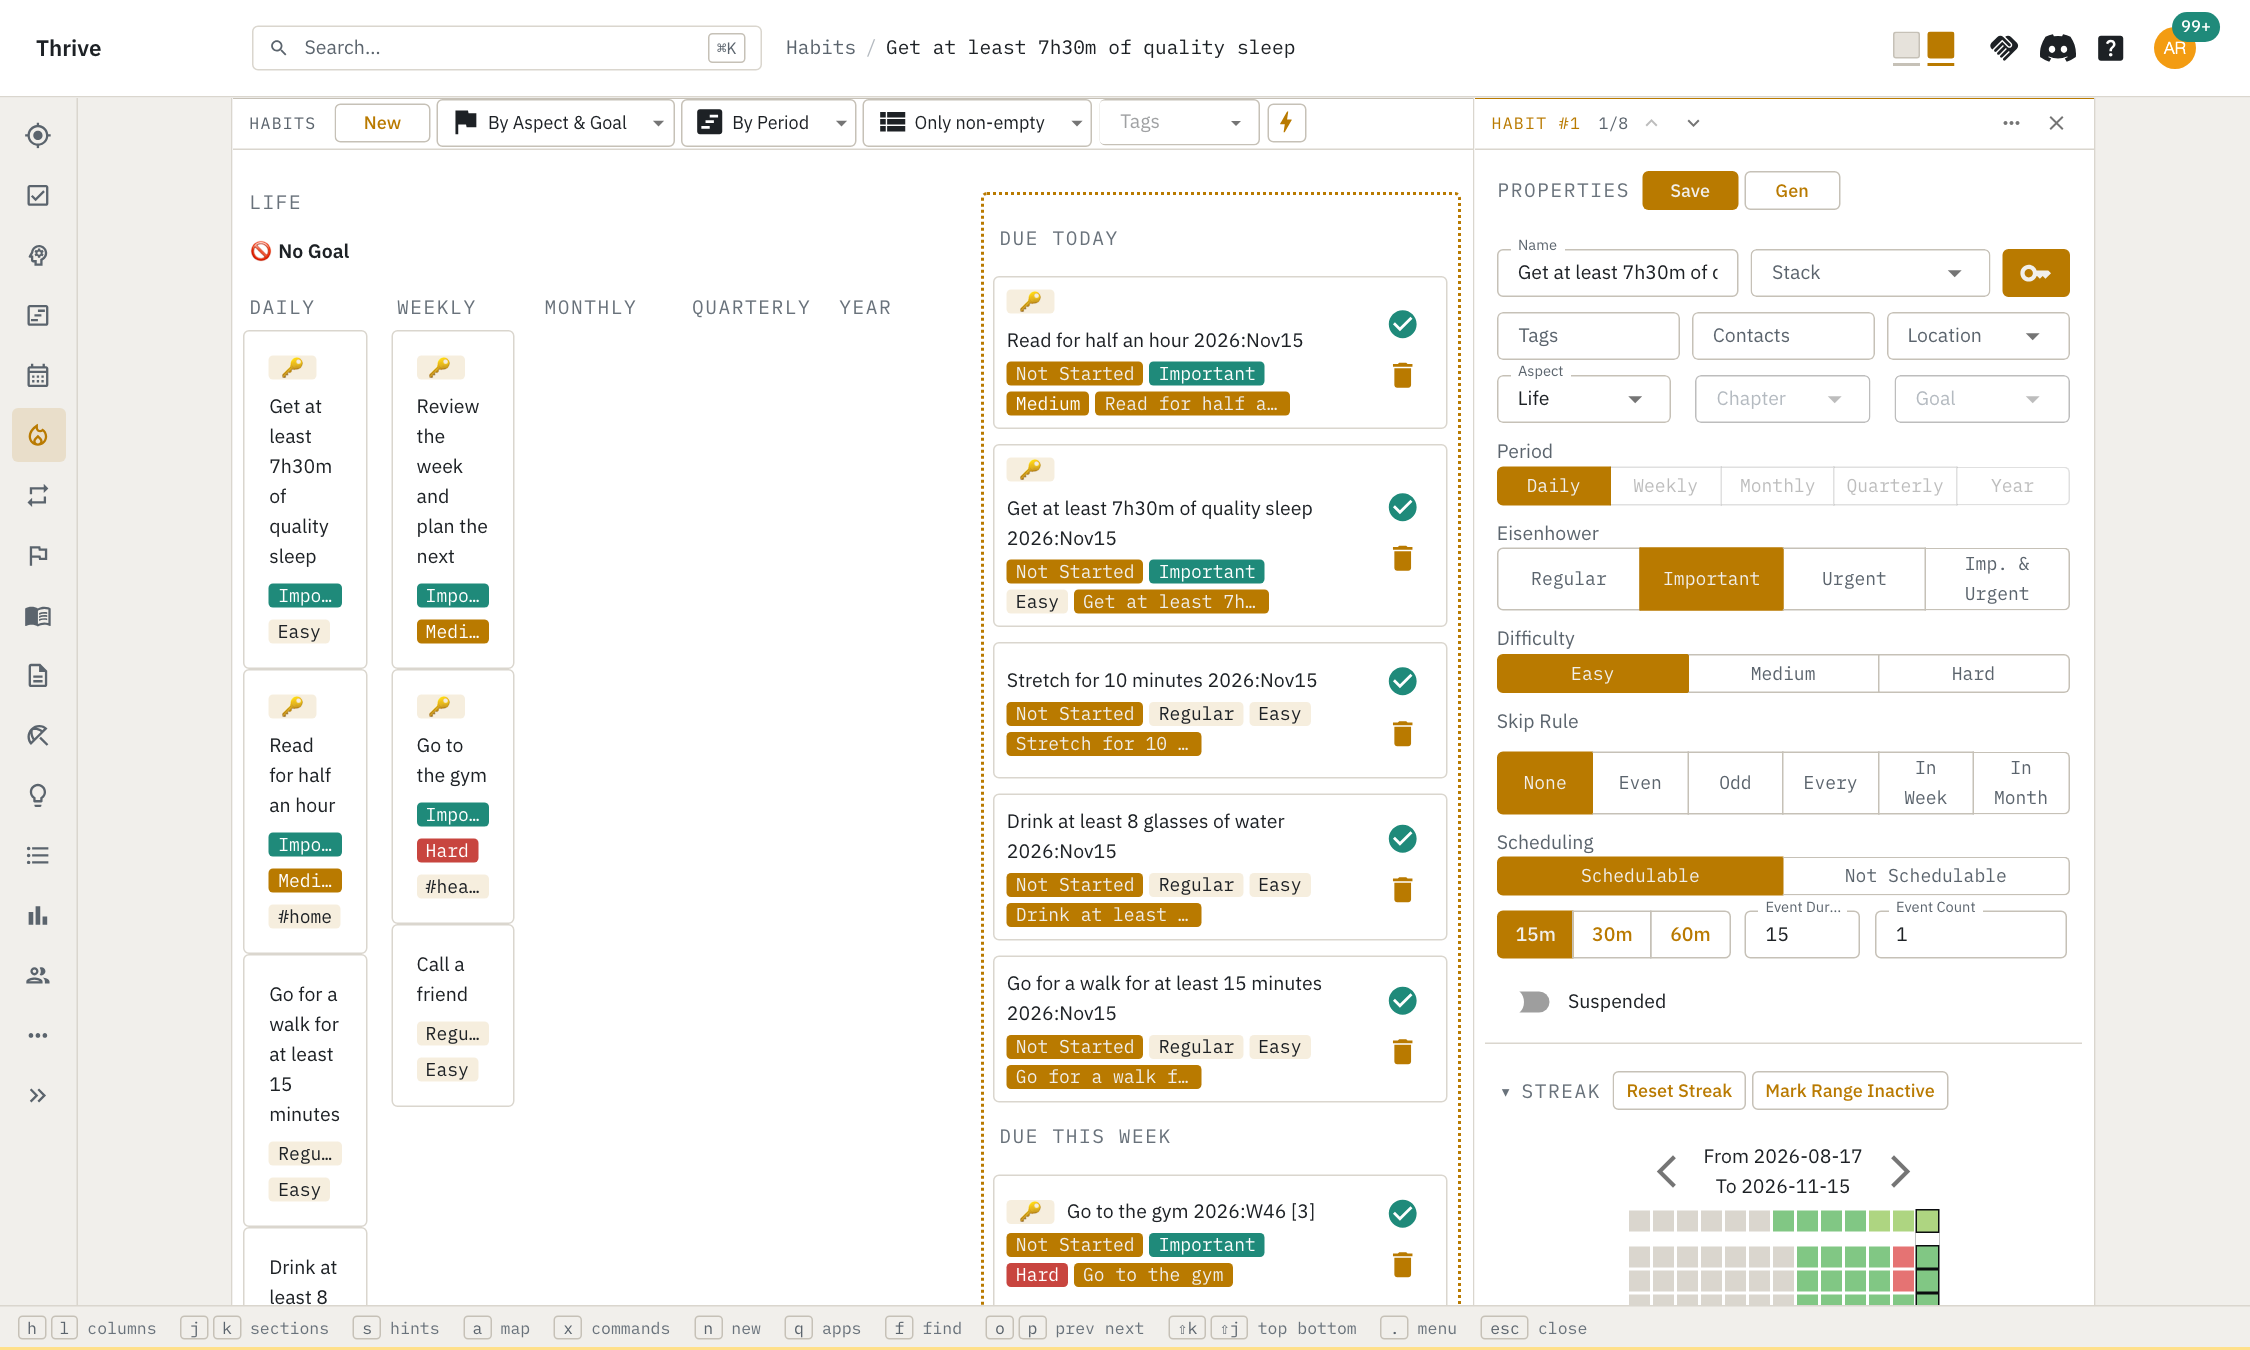 Thrive
Search...
⌘K
Habits / Get at least 7h30m of quality sleep
99+
AR
HABITS
New
By Aspect & Goal
By Period
Only non-empty
Tags
LIFE
🚫 No Goal
DAILY
WEEKLY
MONTHLY
QUARTERLY
YEAR
🔑
Get at
least
7h30m
of
quality
sleep
Impo…
Easy
🔑
Read
for half
an hour
Impo…
Medi…
#home
Go for a
walk for
at least
15
minutes
Regu…
Easy
Drink at
least 8
🔑
Review
the
week
and
plan the
next
Impo…
Medi…
🔑
Go to
the gym
Impo…
Hard
#hea…
Call a
friend
Regu…
Easy
DUE TODAY
🔑
Read for half an hour 2026:Nov15
Not Started Important
Medium Read for half a…
🔑
Get at least 7h30m of quality sleep
2026:Nov15
Not Started Important
Easy Get at least 7h…
Stretch for 10 minutes 2026:Nov15
Not Started Regular Easy
Stretch for 10 …
Drink at least 8 glasses of water
2026:Nov15
Not Started Regular Easy
Drink at least …
Go for a walk for at least 15 minutes
2026:Nov15
Not Started Regular Easy
Go for a walk f…
DUE THIS WEEK
🔑 Go to the gym 2026:W46 [3]
Not Started Important
Hard Go to the gym
HABIT #1 1/8
PROPERTIES Save Gen
Name
Get at least 7h30m of
Stack
Tags
Contacts
Location
Aspect
Life
Chapter
Goal
Period
Daily Weekly Monthly Quarterly Year
Eisenhower
Regular Important Urgent Imp. &
Urgent
Difficulty
Easy Medium Hard
Skip Rule
None Even Odd Every In
Week In
Month
Scheduling
Schedulable Not Schedulable
15m 30m 60m
Event Dur...
15
Event Count
1
Suspended
▾ STREAK Reset Streak Mark Range Inactive
From 2026-08-17
To 2026-11-15
h l columns j k sections s hints a map x commands n new q apps f find o p prev next ⇧k ⇧j top bottom . menu esc close